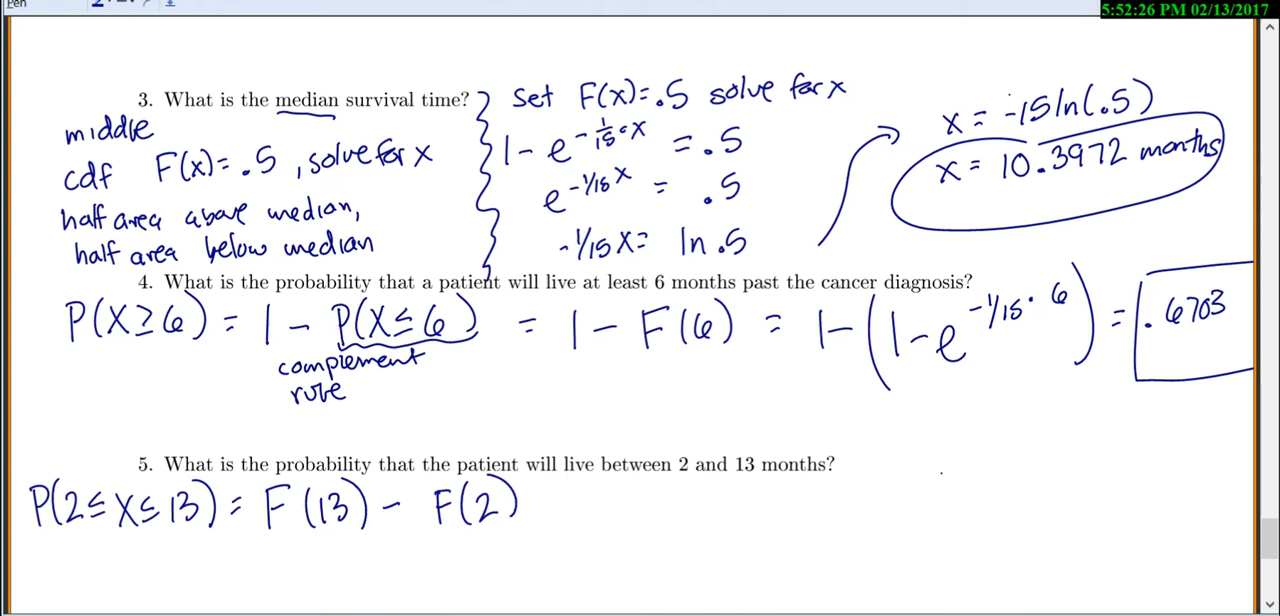 Pen
5:52:26 PM 02/13/2017
3. What is the median survival time?
middle
cdf F(x)=.5, solve for x
half area above median,
half area below median
Set F(x)=.5 solve for x
1-e^{-1/15·x} = .5
e^{-1/15x} = .5
-1/15x = ln .5
x = -15ln(.5)
x = 10.3972 months
4. What is the probability that a patient will live at least 6 months past the cancer diagnosis?
P(X≥6) = 1 - P(X≤6) = 1 - F(6) = 1-(1-e^{-1/15·6}) = .6703
complement
rule
5. What is the probability that the patient will live between 2 and 13 months?
P(2≤X≤13) = F(13) - F(2)